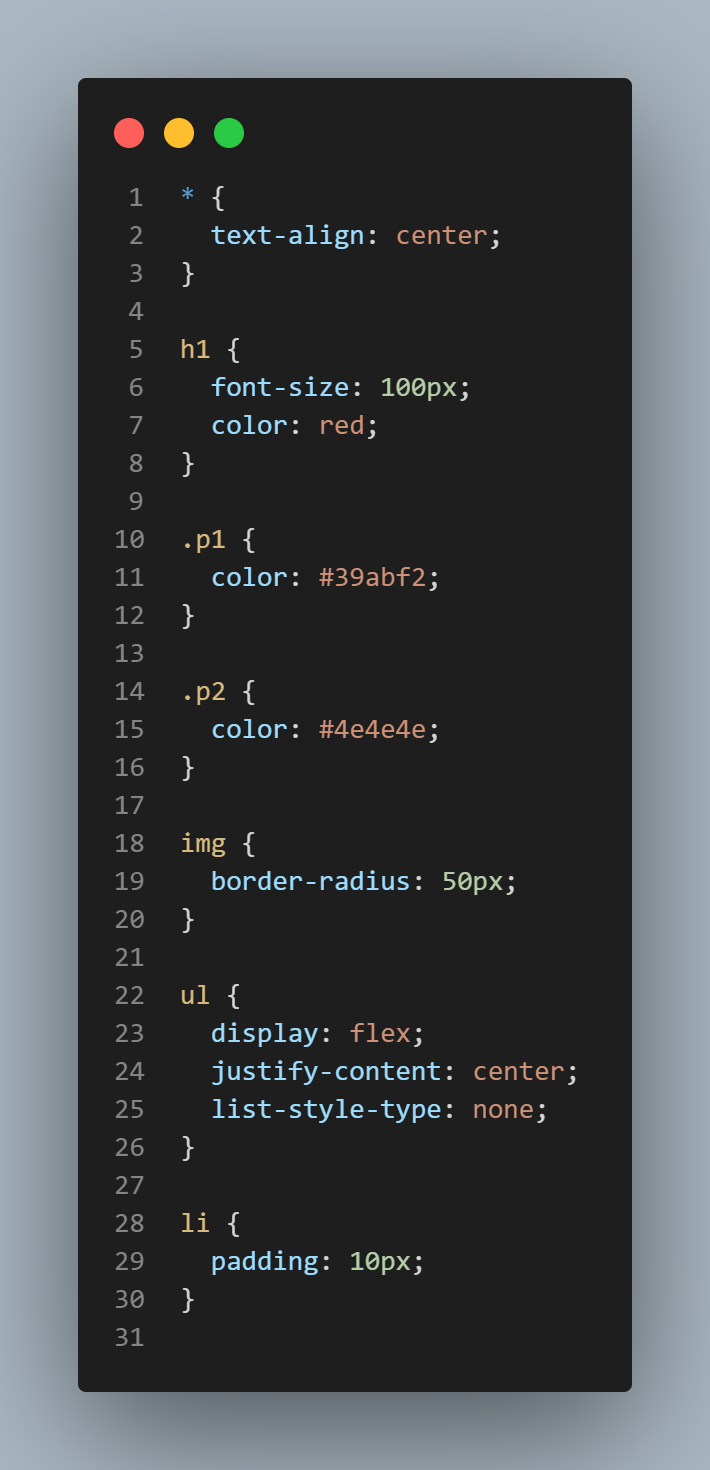 1 * {
2   text-align: center;
3 }
4
5 h1 {
6   font-size: 100px;
7   color: red;
8 }
9
10 .p1 {
11   color: #39abf2;
12 }
13
14 .p2 {
15   color: #4e4e4e;
16 }
17
18 img {
19   border-radius: 50px;
20 }
21
22 ul {
23   display: flex;
24   justify-content: center;
25   list-style-type: none;
26 }
27
28 li {
29   padding: 10px;
30 }
31